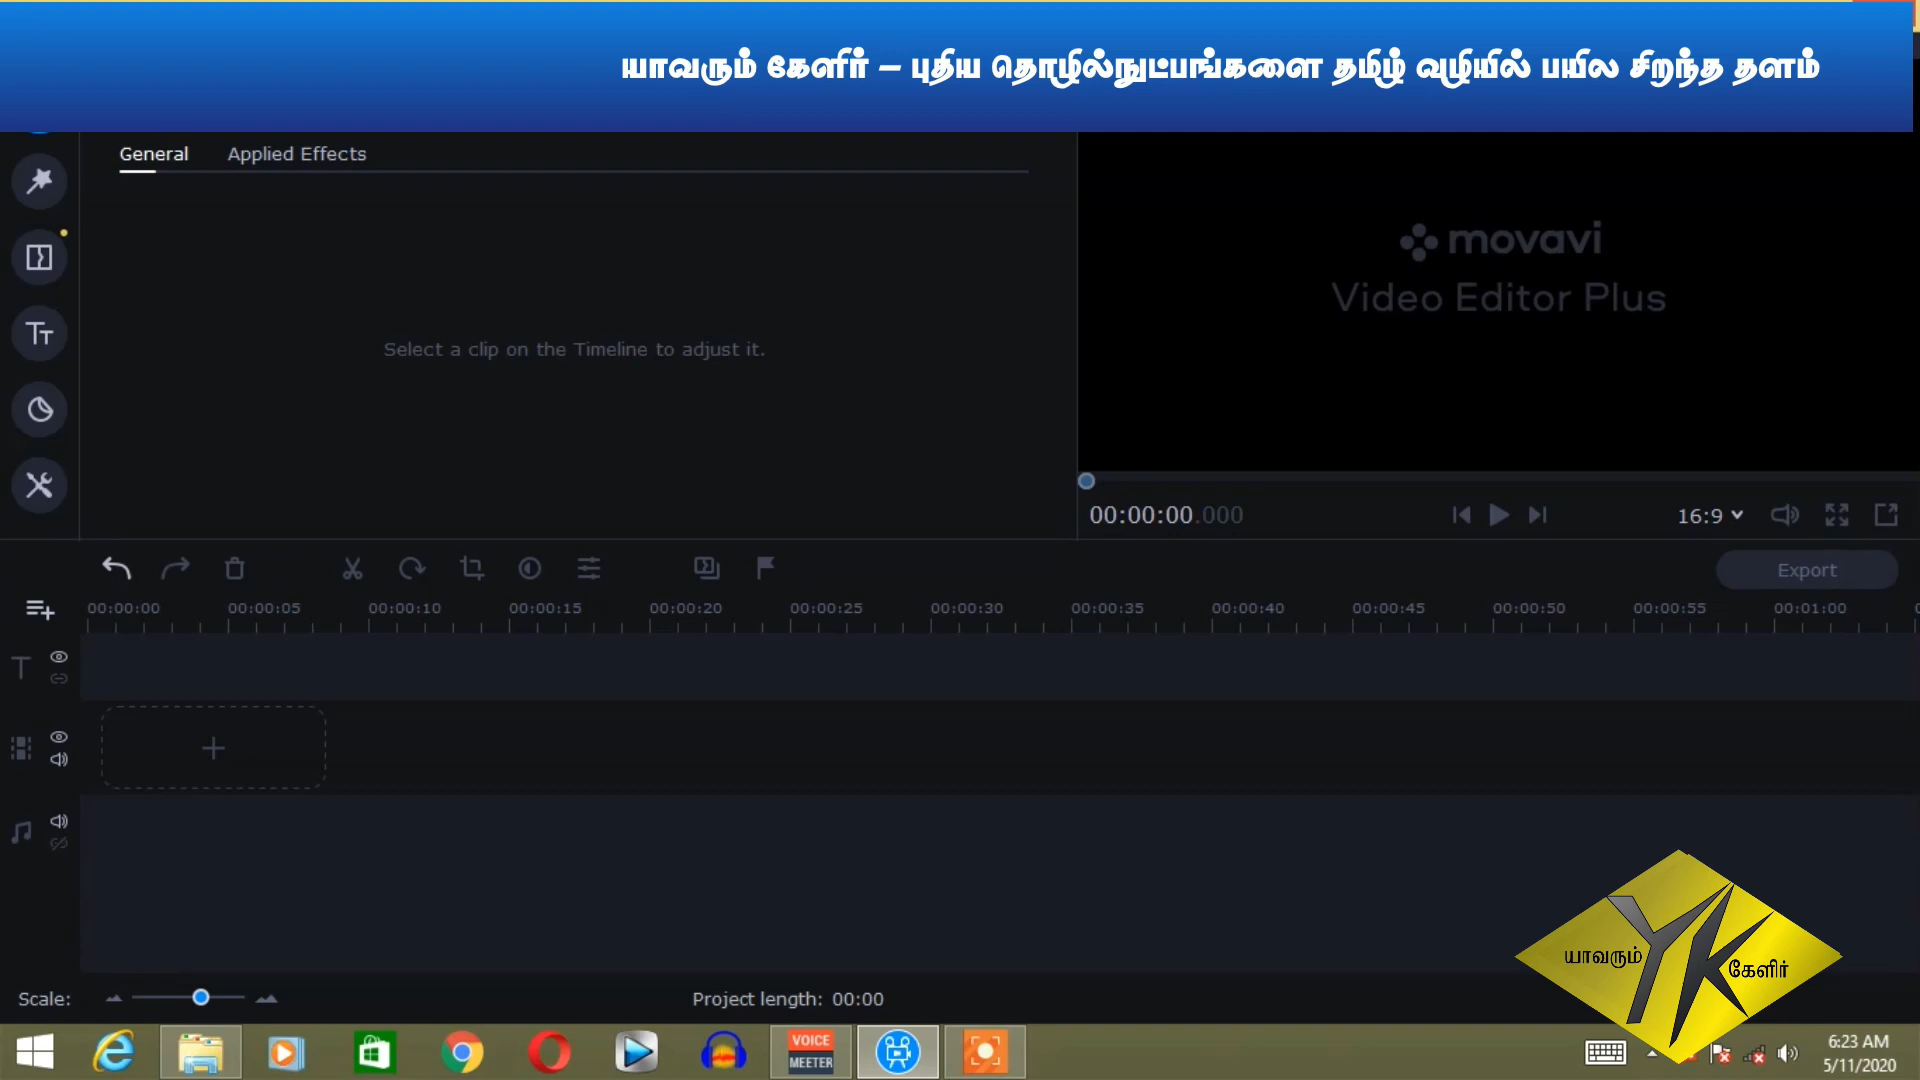 யாவரும் கேளிர் – புதிய தொழில்நுட்பங்களை தமிழ் வழியில் பயில சிறந்த தளம்
General Applied Effects
movavi
Video Editor Plus
Select a clip on the Timeline to adjust it.
00:00:00.000 16:9
Export
00:00:00 00:00:05 00:00:10 00:00:15 00:00:20 00:00:25 00:00:30 00:00:35 00:00:40 00:00:45 00:00:50 00:00:55 00:01:00
YK
யாவரும்
கேளிர்
Scale: Project length: 00:00
VOICE
MEETER
6:23 AM
5/11/2020